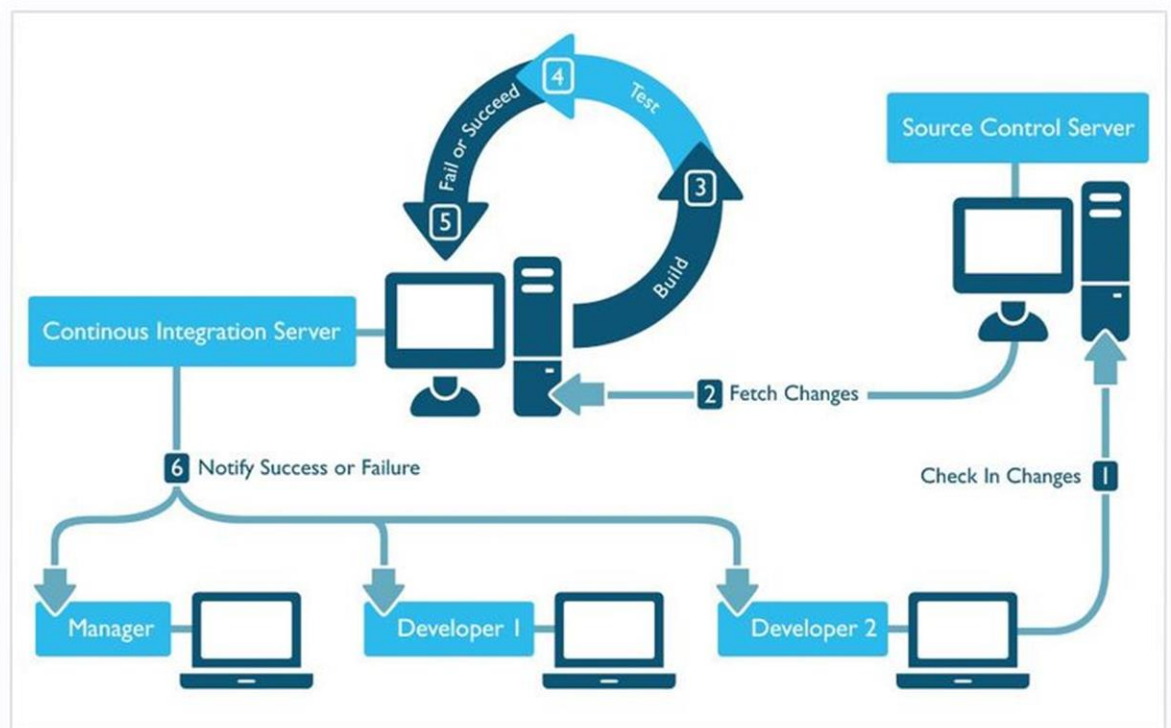 4
Test
Fail or Succeed
Source Control Server
3
5
Build
Continous Integration Server
2 Fetch Changes
6 Notify Success or Failure
Check In Changes 1
Manager
Developer 1
Developer 2